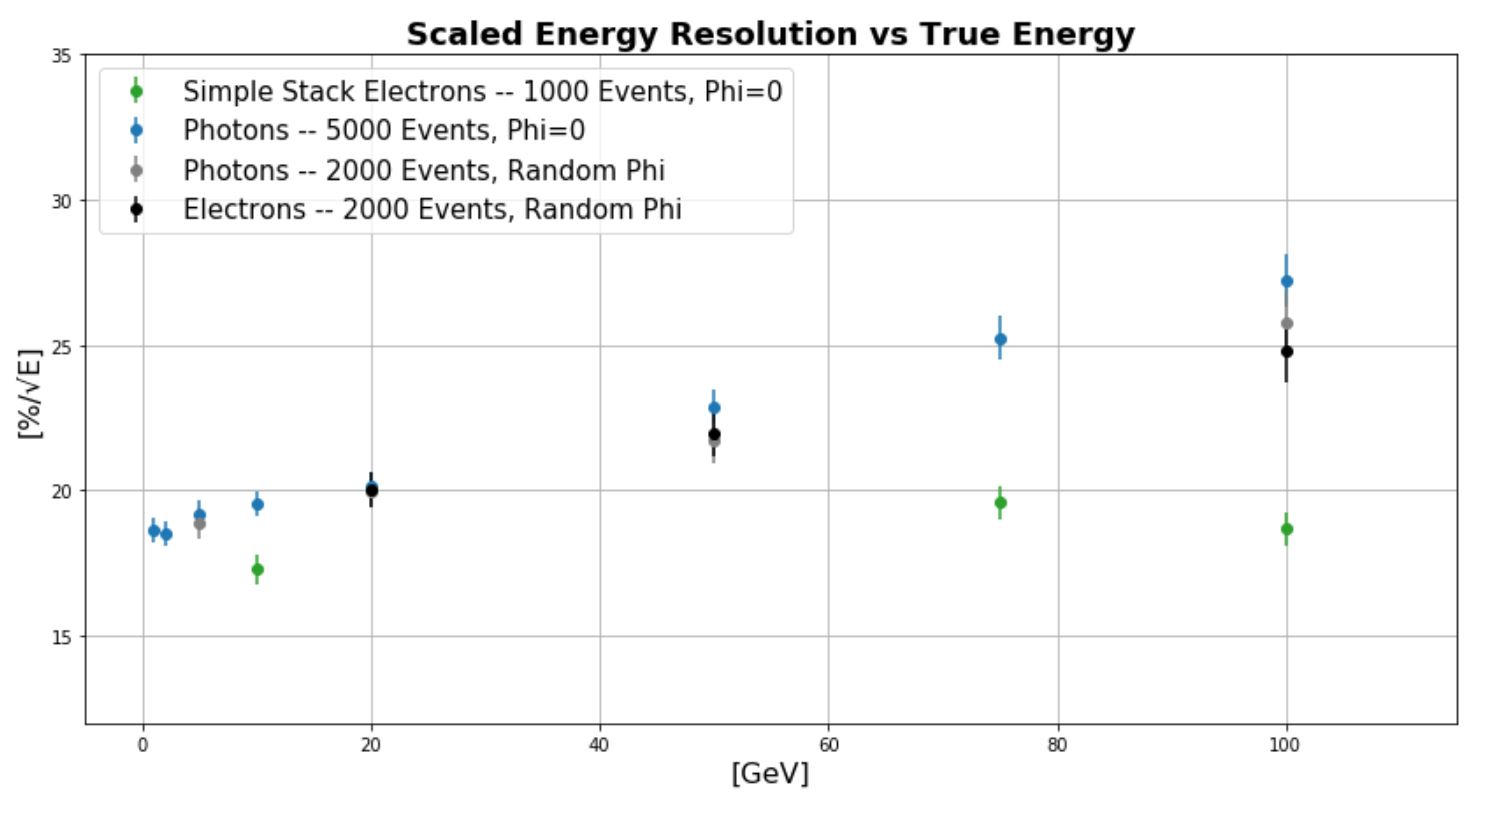 Scaled Energy Resolution vs True Energy
35
Simple Stack Electrons -- 1000 Events, Phi=0
Photons -- 5000 Events, Phi=0
Photons -- 2000 Events, Random Phi
Electrons -- 2000 Events, Random Phi
30
25
20
15
[%/√E]
0 20 40 60 80 100
[GeV]